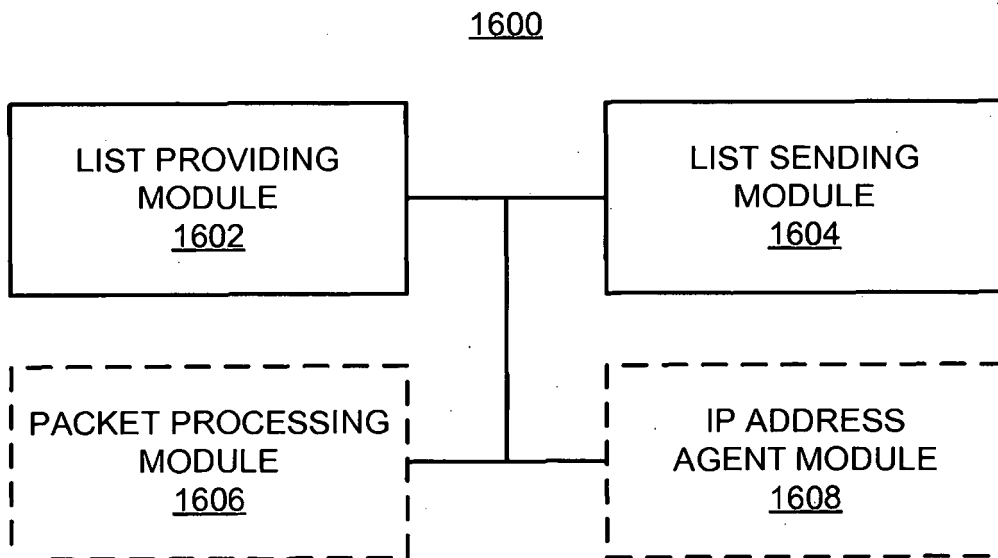 1600
LIST PROVIDING
MODULE
1602
LIST SENDING
MODULE
1604
PACKET PROCESSING
MODULE
1606
IP ADDRESS
AGENT MODULE
1608